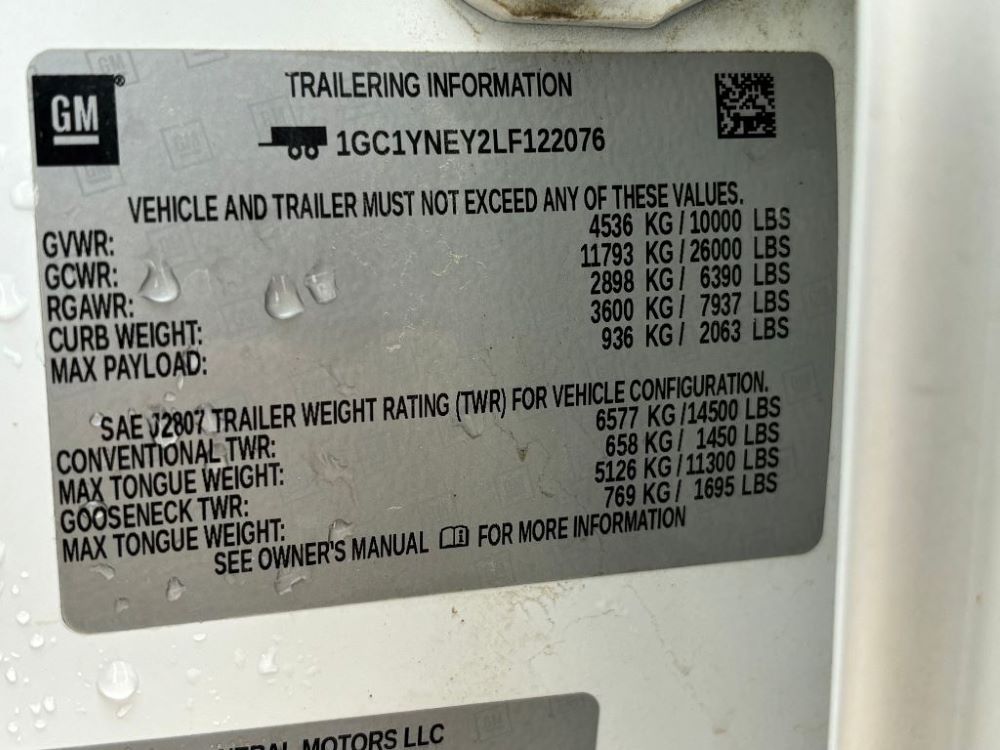 GM
TRAILERING INFORMATION
1GC1YNEY2LF122076
VEHICLE AND TRAILER MUST NOT EXCEED ANY OF THESE VALUES.
GVWR: 4536 KG / 10000 LBS
GCWR: 11793 KG / 26000 LBS
RGAWR: 2898 KG / 6390 LBS
CURB WEIGHT: 3600 KG / 7937 LBS
MAX PAYLOAD: 936 KG / 2063 LBS
SAE J2807 TRAILER WEIGHT RATING (TWR) FOR VEHICLE CONFIGURATION.
CONVENTIONAL TWR: 6577 KG /14500 LBS
MAX TONGUE WEIGHT: 658 KG / 1450 LBS
GOOSENECK TWR: 5126 KG /11300 LBS
MAX TONGUE WEIGHT: 769 KG / 1695 LBS
SEE OWNER'S MANUAL FOR MORE INFORMATION
MOTORS LLC